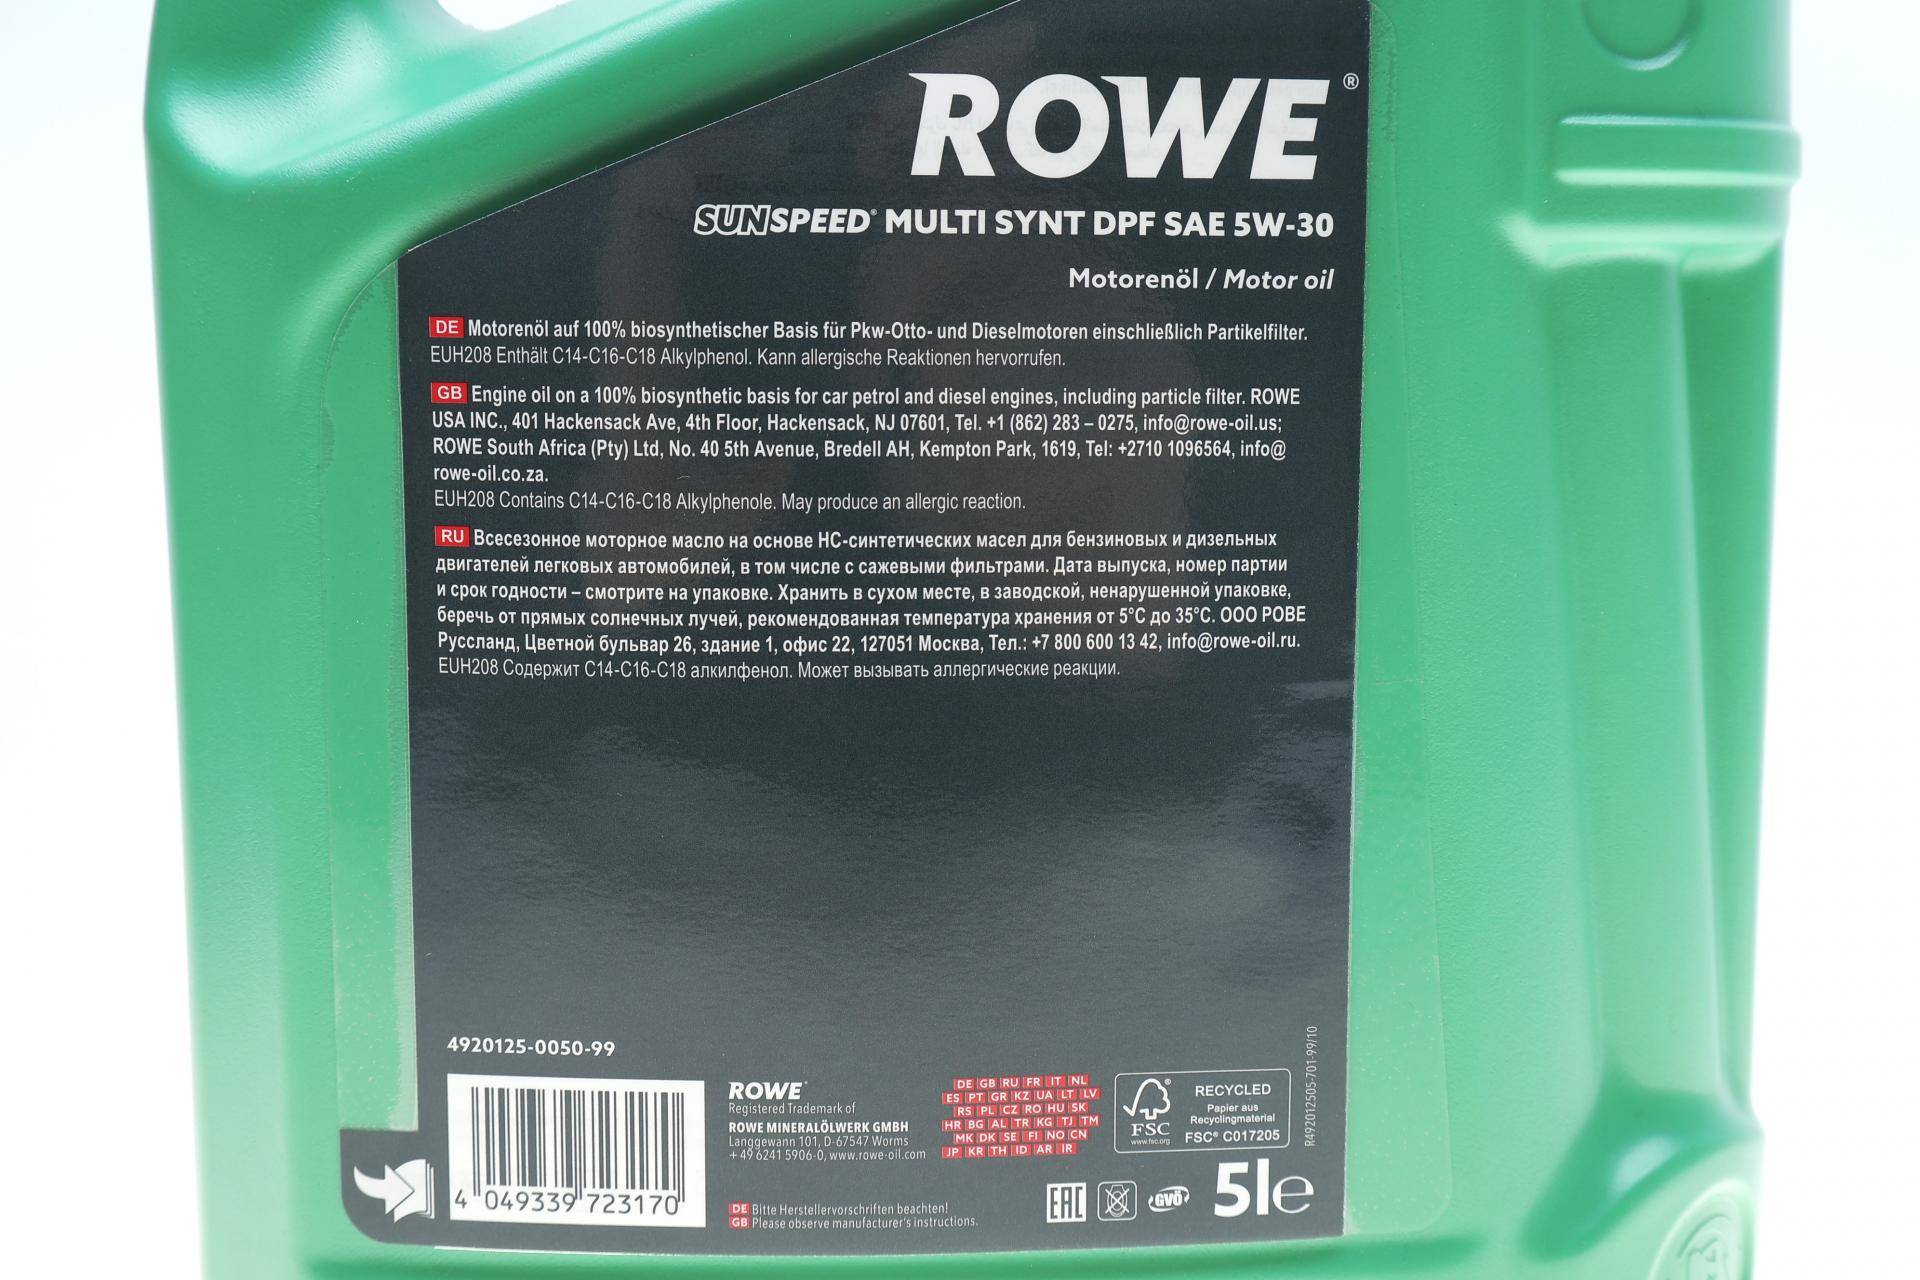 ROWE®
SUNSPEED® MULTI SYNT DPF SAE 5W-30
Motorenöl / Motor oil
DE Motorenöl auf 100% biosynthetischer Basis für Pkw-Otto- und Dieselmotoren einschließlich Partikelfilter.
EUH208 Enthält C14-C16-C18 Alkylphenol. Kann allergische Reaktionen hervorrufen.
GB Engine oil on a 100% biosynthetic basis for car petrol and diesel engines, including particle filter. ROWE
USA INC., 401 Hackensack Ave, 4th Floor, Hackensack, NJ 07601, Tel. +1 (862) 283 – 0275, info@rowe-oil.us;
ROWE South Africa (Pty) Ltd, No. 40 5th Avenue, Bredell AH, Kempton Park, 1619, Tel: +2710 1096564, info@
rowe-oil.co.za.
EUH208 Contains C14-C16-C18 Alkylphenole. May produce an allergic reaction.
RU Всесезонное моторное масло на основе НС-синтетических масел для бензиновых и дизельных
двигателей легковых автомобилей, в том числе с сажевыми фильтрами. Дата выпуска, номер партии
и срок годности – смотрите на упаковке. Хранить в сухом месте, в заводской, ненарушенной упаковке,
беречь от прямых солнечных лучей, рекомендованная температура хранения от 5°C до 35°C. ООО РОВЕ
Руссланд, Цветной бульвар 26, здание 1, офис 22, 127051 Москва, Тел.: +7 800 600 13 42, info@rowe-oil.ru.
EUH208 Содержит C14-C16-C18 алкилфенол. Может вызывать аллергические реакции.
4920125-0050-99
4 049339 723170
ROWE®
Registered Trademark of
ROWE MINERALÖLWERK GMBH
Langgewann 101, D-67547 Worms
+49 6241 5906-0, www.rowe-oil.com
DE Bitte Herstellervorschriften beachten!
GB Please observe manufacturer's instructions.
DE GB RU FR IT NL
ES PT GR KZ UA LT LV
RS PL CZ RO HU SK
HR BG AL TR KG TJ TM
MK DK SE FI NO CN
JP KR TH ID AR IR
FSC®
www.fsc.org
RECYCLED
Papier aus
Recyclingmaterial
FSC® C017205
EAC
GVÖ
5l e
R492012505-701-99/10